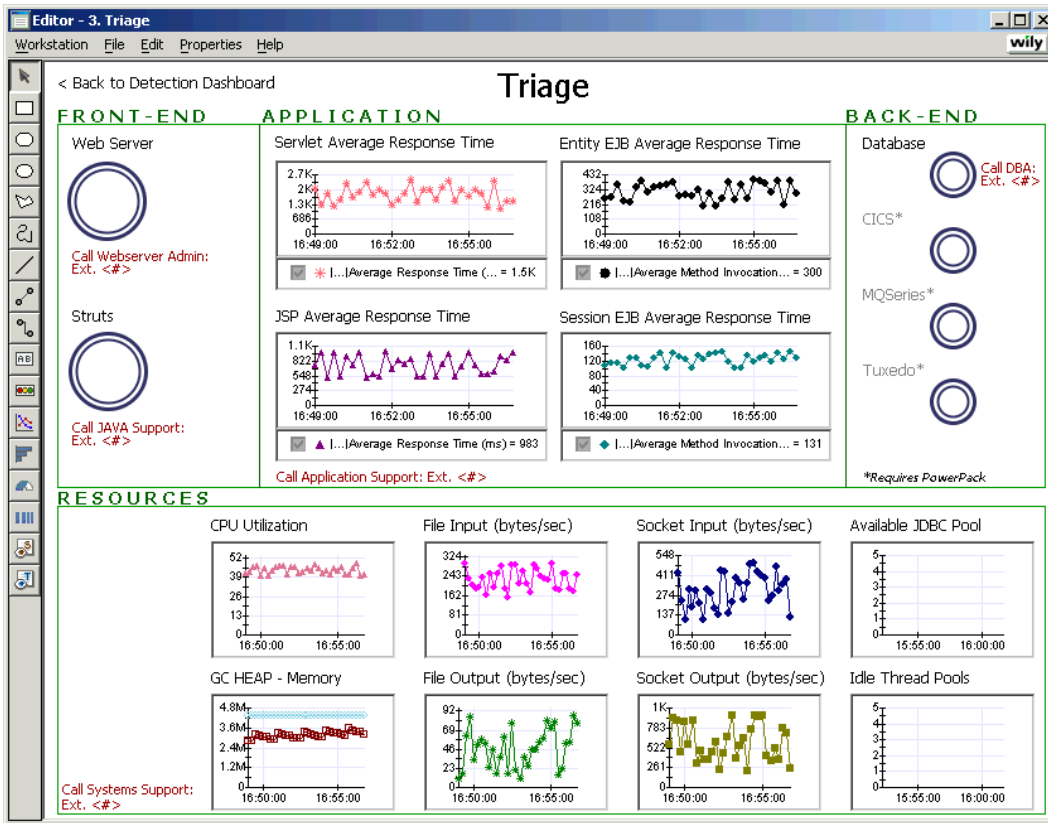 Editor - 3. Triage
Workstation File Edit Properties Help
wily
< Back to Detection Dashboard
Triage
FRONT-END
APPLICATION
BACK-END
Web Server
Call Webserver Admin:
Ext. <#>
Struts
Call JAVA Support:
Ext. <#>
Servlet Average Response Time
2.7K
2K
1.3K
686
0
16:49:00 16:52:00 16:55:00
|...|Average Response Time (... = 1.5K
Entity EJB Average Response Time
432
324
216
108
0
16:49:00 16:52:00 16:55:00
|...|Average Method Invocation... = 300
JSP Average Response Time
1.1K
822
548
274
0
16:49:00 16:52:00 16:55:00
|...|Average Response Time (ms) = 983
Session EJB Average Response Time
160
120
80
40
0
16:49:00 16:52:00 16:55:00
|...|Average Method Invocation... = 131
Call Application Support: Ext. <#>
Database
Call DBA:
Ext. <#>
CICS*
MQSeries*
Tuxedo*
*Requires PowerPack
AB
RESOURCES
CPU Utilization
52
39
26
13
0
16:50:00 16:55:00
File Input (bytes/sec)
324
243
162
81
0
16:50:00 16:55:00
Socket Input (bytes/sec)
548
411
274
137
0
16:50:00 16:55:00
Available JDBC Pool
5
4
3
2
1
0
15:55:00 16:00:00
GC HEAP - Memory
4.8M
3.6M
2.4M
1.2M
0
16:50:00 16:55:00
File Output (bytes/sec)
92
69
46
23
0
16:50:00 16:55:00
Socket Output (bytes/sec)
1K
783
522
261
0
16:50:00 16:55:00
Idle Thread Pools
5
4
3
2
1
0
15:55:00 16:00:00
Call Systems Support:
Ext. <#>